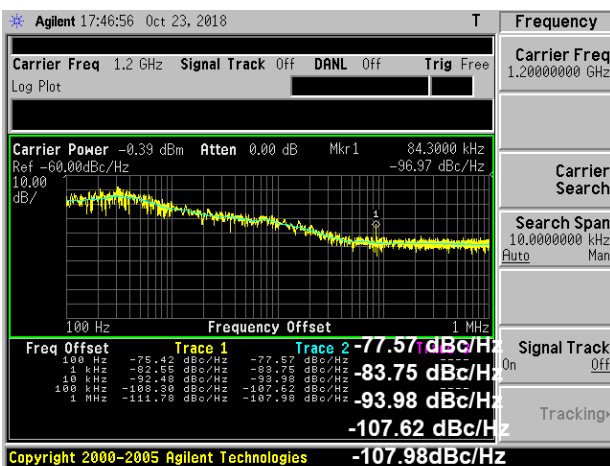 Agilent 17:46:56 Oct 23, 2018 T
Frequency
Carrier Freq 1.2 GHz Signal Track Off DANL Off Trig Free
Log Plot
Carrier Freq
1.20000000 GHz
Carrier Power -0.39 dBm Atten 0.00 dB Mkr1 84.3000 kHz
Ref -60.00dBc/Hz -96.97 dBc/Hz
10.00
dB/
1
Carrier
Search
Search Span
10.0000000 kHz
Auto Man
100 Hz Frequency Offset 1 MHz
Freq Offset Trace 1 Trace 2
100 Hz -75.42 dBc/Hz -77.57 dBc/Hz
1 kHz -82.55 dBc/Hz -83.75 dBc/Hz
10 kHz -92.48 dBc/Hz -93.98 dBc/Hz
100 kHz -108.30 dBc/Hz -107.62 dBc/Hz
1 MHz -111.78 dBc/Hz -107.98 dBc/Hz
-77.57 dBc/Hz
-83.75 dBc/Hz
-93.98 dBc/Hz
-107.62 dBc/Hz
-107.98dBc/Hz
Signal Track
On Off
Tracking
Copyright 2000-2005 Agilent Technologies